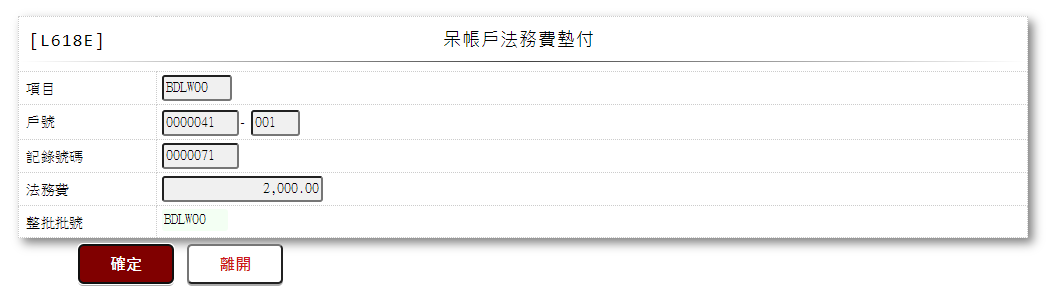 [L618E] 呆帳戶法務費墊付
項目 BDLW00
戶號 0000041 - 001
記錄號碼 0000071
法務費 2,000.00
整批批號 BDLW00
確定 離開